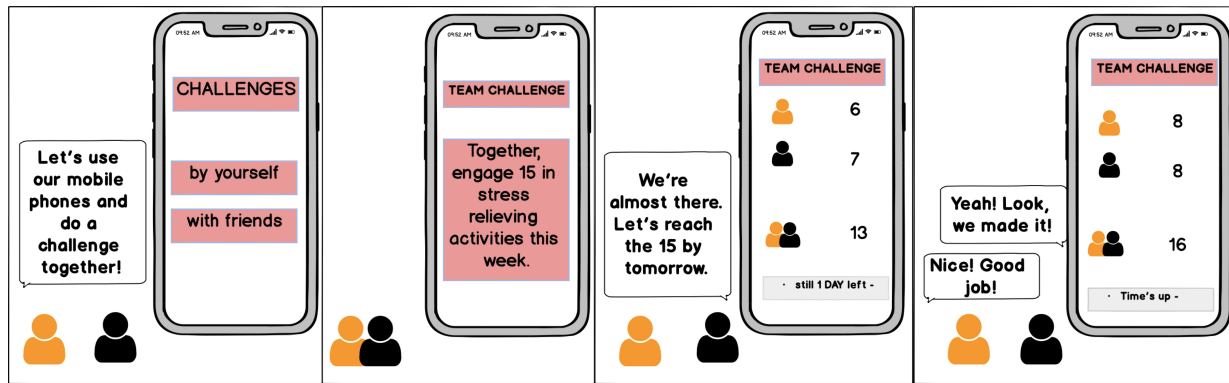 09:52 AM
CHALLENGES
by yourself
with friends
Let's use
our mobile
phones and
do a
challenge
together!
09:52 AM
TEAM CHALLENGE
Together,
engage 15 in
stress
relieving
activities this
week.
09:52 AM
TEAM CHALLENGE
6
7
13
· still 1 DAY left -
We're
almost there.
Let's reach
the 15 by
tomorrow.
09:52 AM
TEAM CHALLENGE
8
8
16
· Time's up -
Yeah! Look,
we made it!
Nice! Good
job!